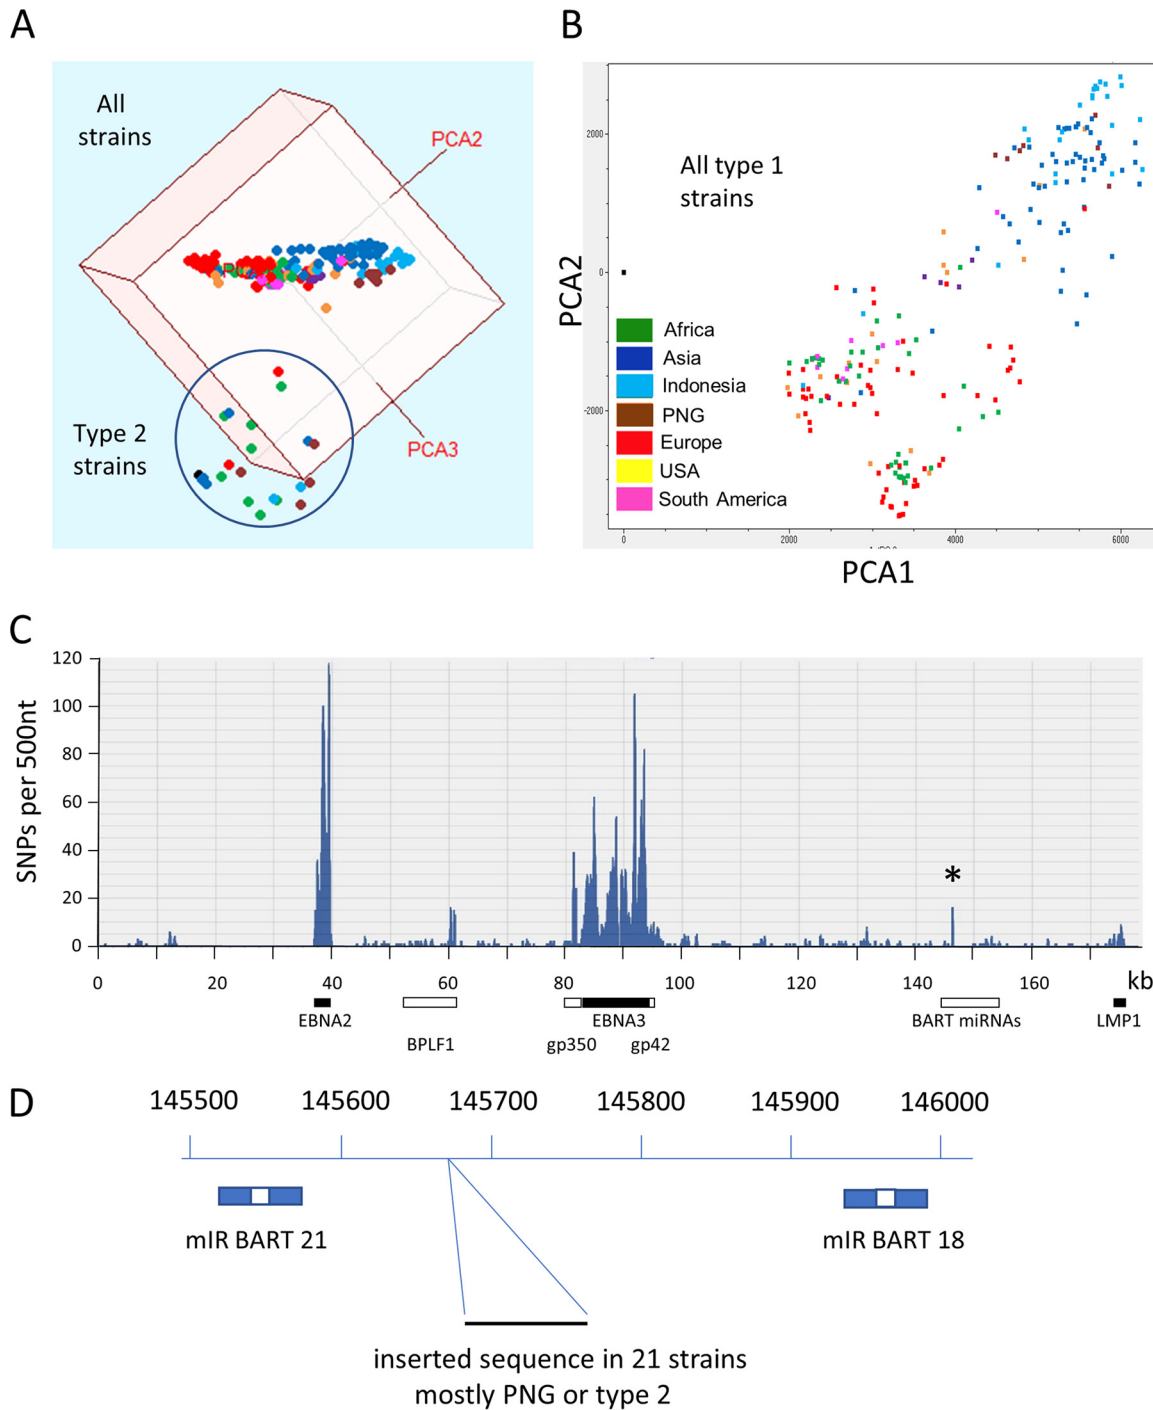 A
All
strains
PCA2
Type 2
strains
PCA3
B
All type 1
strains
PCA2
2000
0
-2000
Africa
Asia
Indonesia
PNG
Europe
USA
South America
0
2000
4000
6000
PCA1
C
SNPs per 500nt
120
100
80
60
40
20
0
*
0 20 40 60 80 100 120 140 160 kb
EBNA2 EBNA3 BART miRNAs LMP1
BPLF1 gp350 gp42
D
145500 145600 145700 145800 145900 146000
mIR BART 21 mIR BART 18
inserted sequence in 21 strains
mostly PNG or type 2